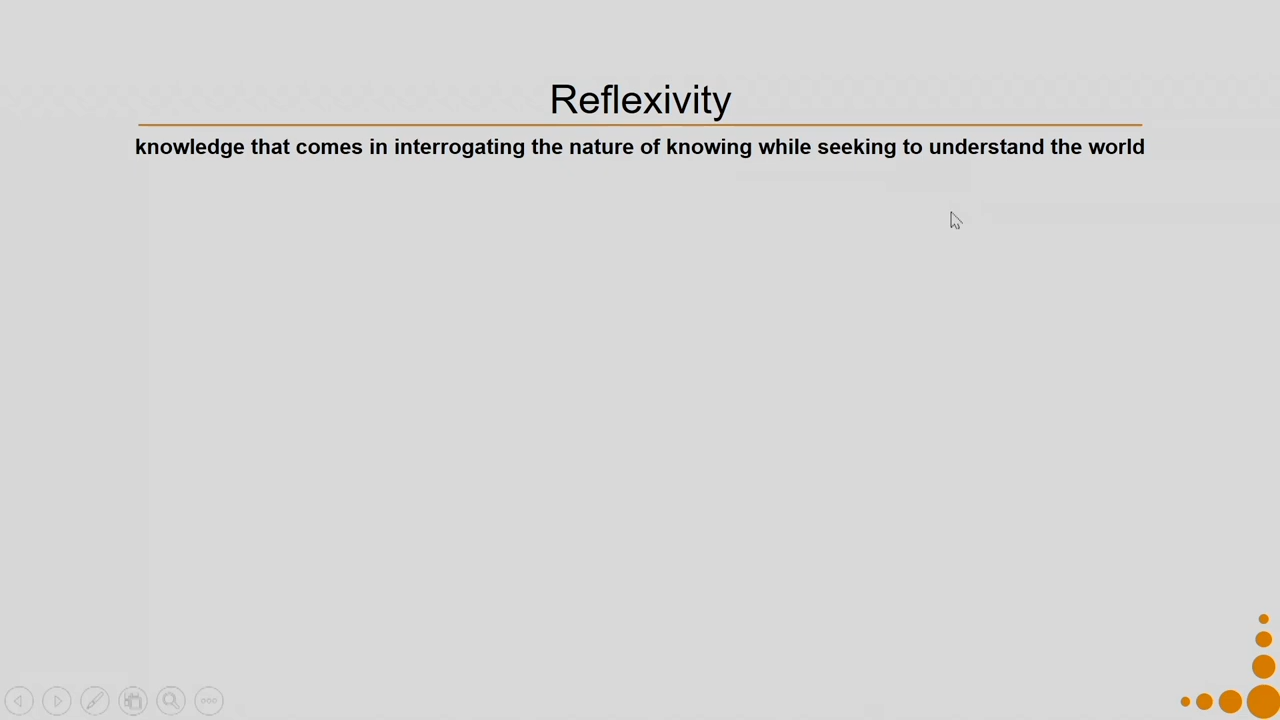 Reflexivity
knowledge that comes in interrogating the nature of knowing while seeking to understand the world